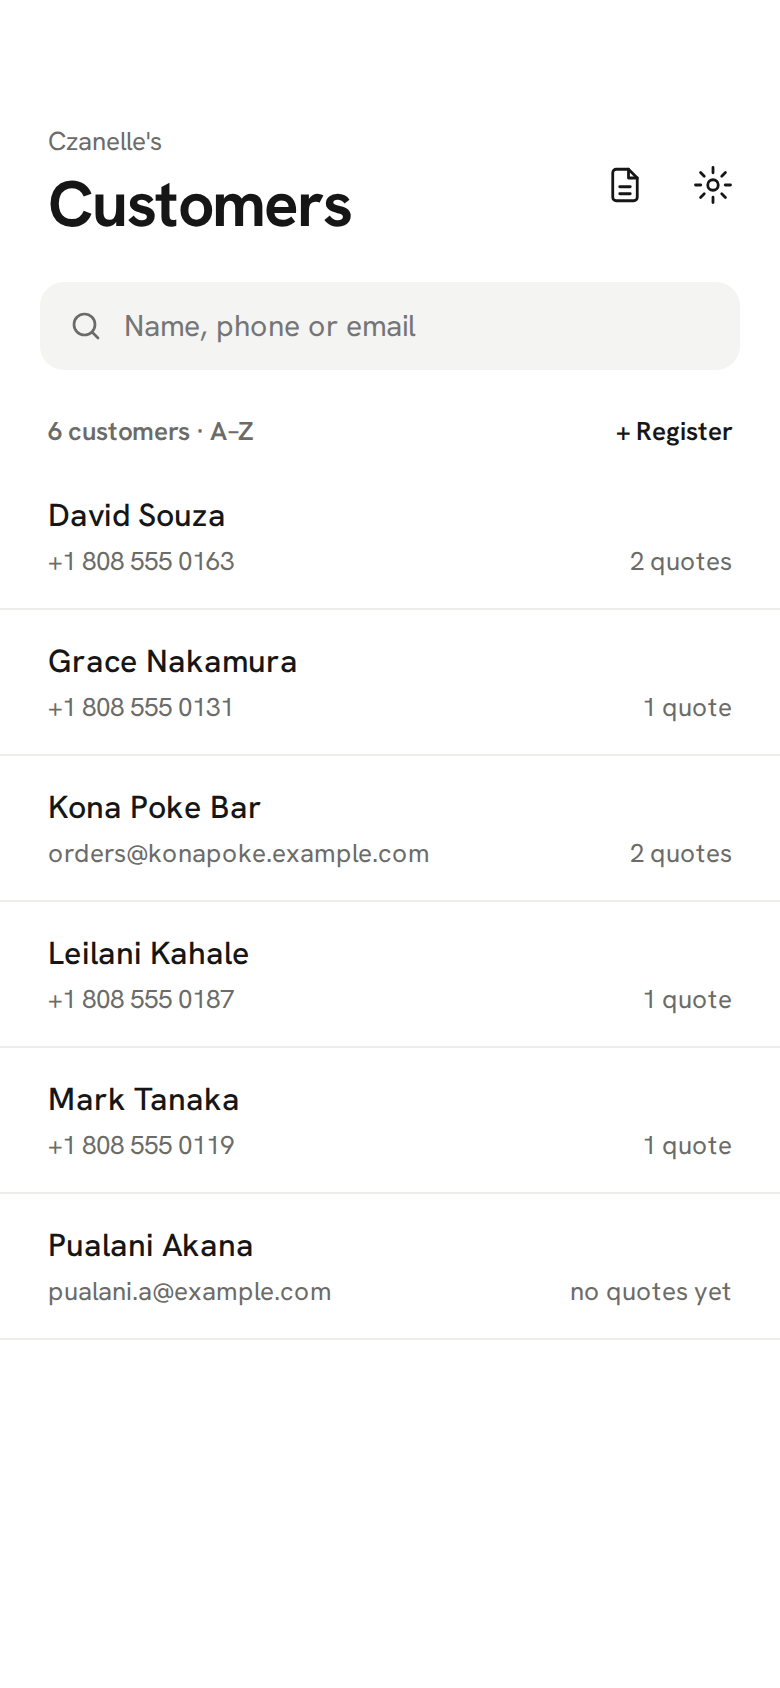 Czanelle's
Customers
Name, phone or email
6 customers · A–Z
+ Register
David Souza
+1 808 555 0163
2 quotes
Grace Nakamura
+1 808 555 0131
1 quote
Kona Poke Bar
orders@konapoke.example.com
2 quotes
Leilani Kahale
+1 808 555 0187
1 quote
Mark Tanaka
+1 808 555 0119
1 quote
Pualani Akana
pualani.a@example.com
no quotes yet